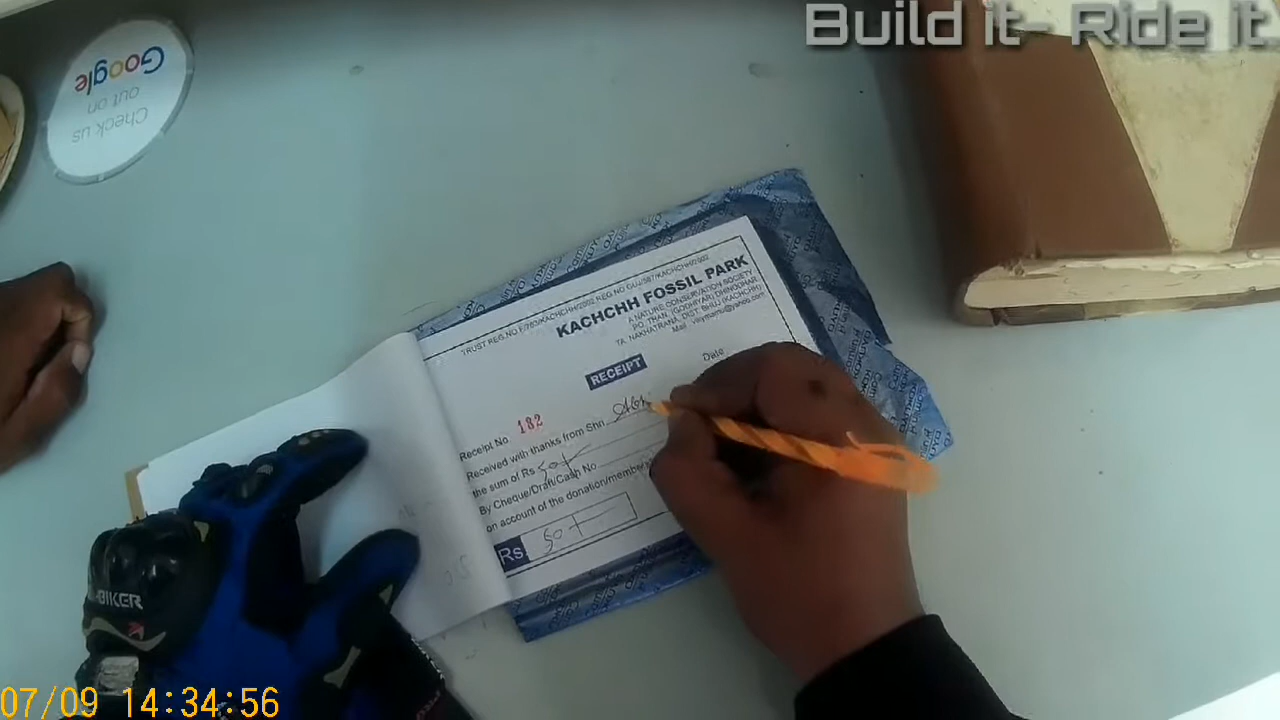 Build it- Ride it
Google
Check us
out on
TRUST REG.NO F/763/KACHCHH/2002 REG NO GUJ/587/KACHCHH/2002
KACHCHH FOSSIL PARK
A NATURE CONSERVATION SOCIETY
PO. THAN, (GODHIYAR) DHINODHAR
TA. NAKHATRANA, DIST. BHUJ (KACHCHH)
RECEIPT
Date
Receipt No 182
Received with thanks from Shri
the sum of Rs 50/-
By Cheque/Draft/Cash No
on account of the donation/member
Rs 50/-
-BIKER
07/09 14:34:56